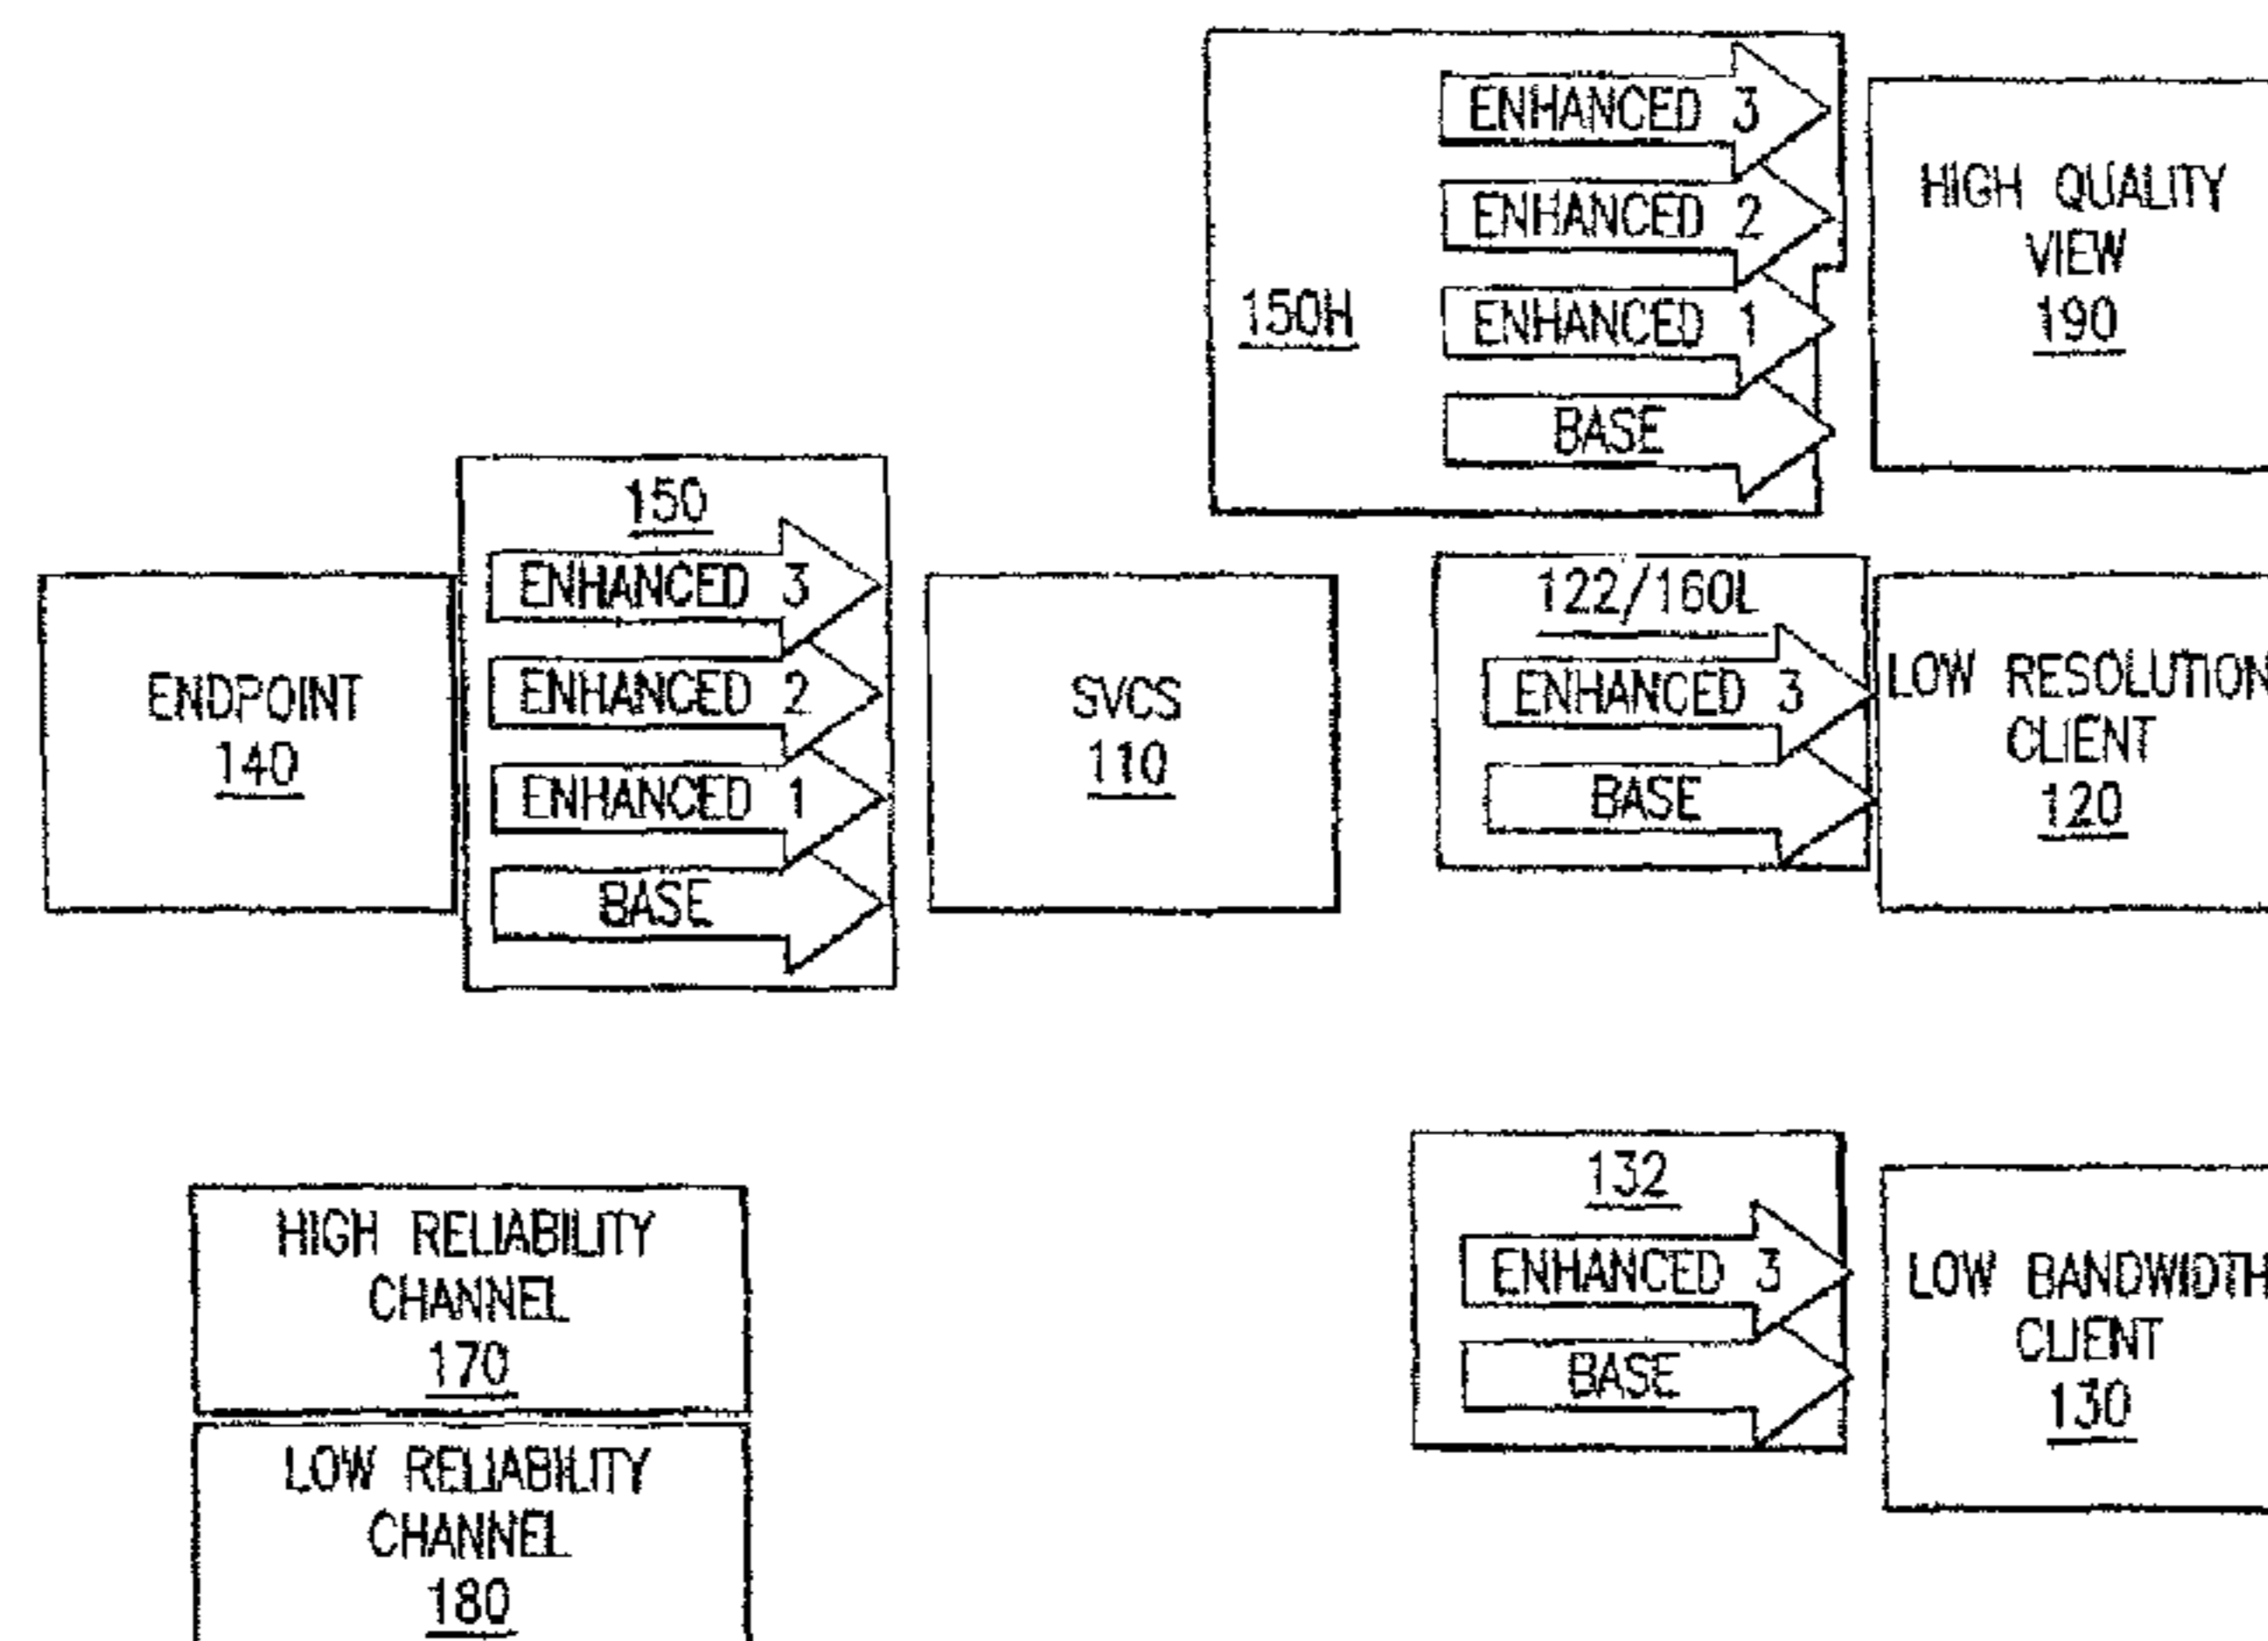 ENHANCED 3
ENHANCED 2
150H
ENHANCED 1
BASE
HIGH QUALITY
VIEW
190
150
ENHANCED 3
ENHANCED 2
ENHANCED 1
BASE
ENDPOINT
140
SVCS
110
122/160L
ENHANCED 3
BASE
LOW RESOLUTION
CLIENT
120
HIGH RELIABILITY
CHANNEL
170
LOW RELIABILITY
CHANNEL
180
132
ENHANCED 3
BASE
LOW BANDWIDTH
CLIENT
130